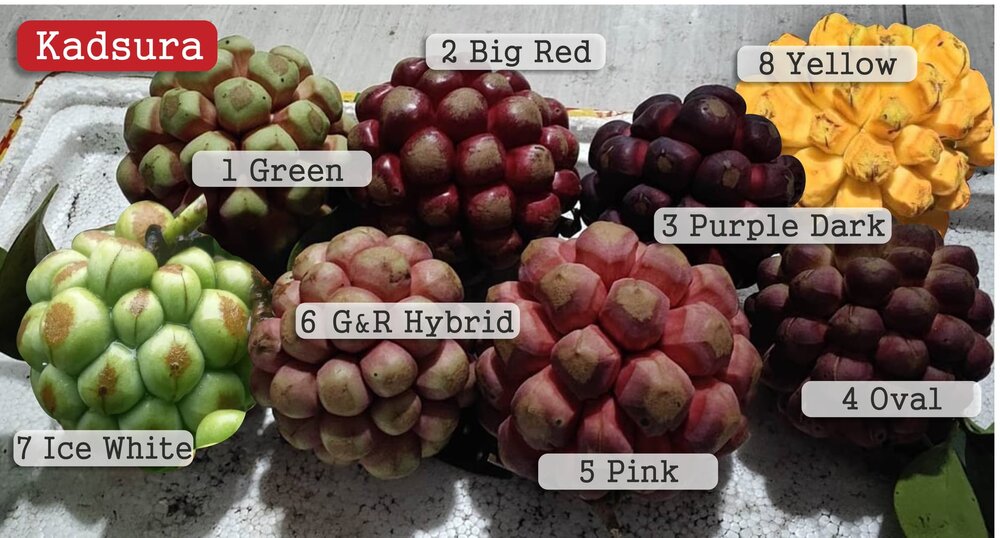 Kadsura
2 Big Red
8 Yellow
1 Green
3 Purple Dark
6 G&R Hybrid
4 Oval
7 Ice White
5 Pink